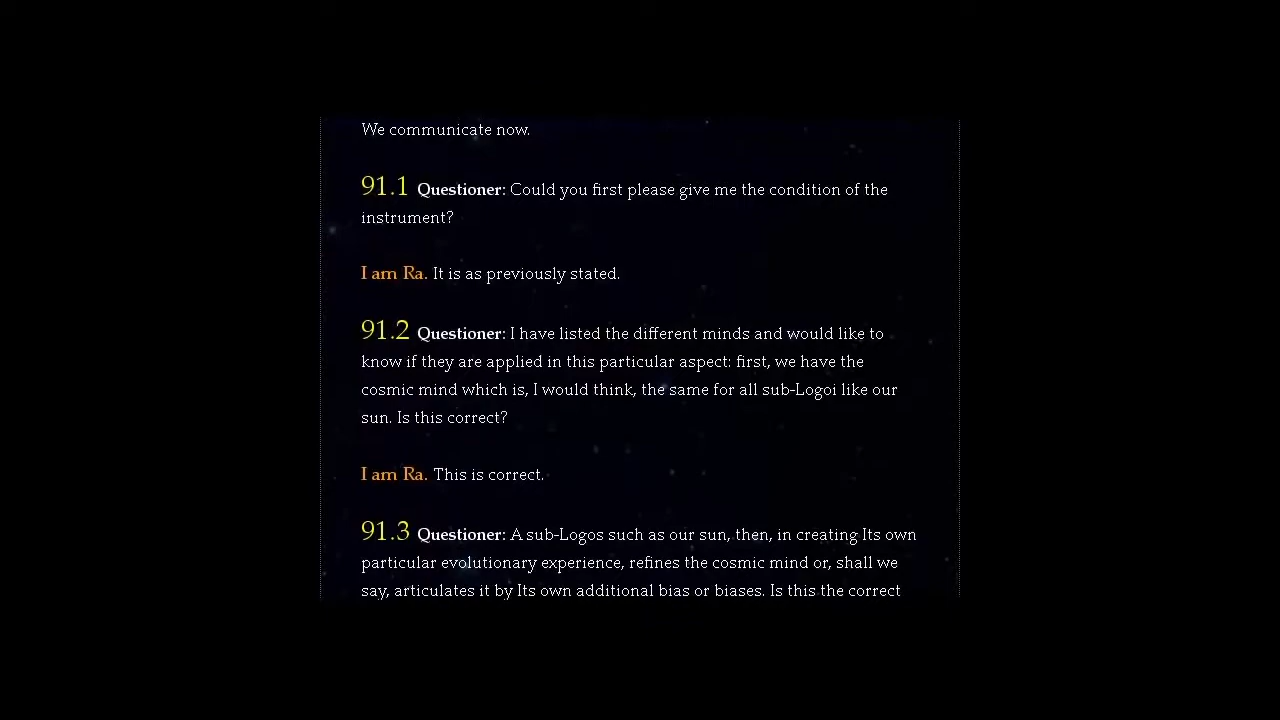 We communicate now.
91.1 Questioner: Could you first please give me the condition of the
instrument?
I am Ra. It is as previously stated.
91.2 Questioner: I have listed the different minds and would like to
know if they are applied in this particular aspect: first, we have the
cosmic mind which is, I would think, the same for all sub-Logoi like our
sun. Is this correct?
I am Ra. This is correct.
91.3 Questioner: A sub-Logos such as our sun, then, in creating Its own
particular evolutionary experience, refines the cosmic mind or, shall we
say, articulates it by Its own additional bias or biases. Is this the correct